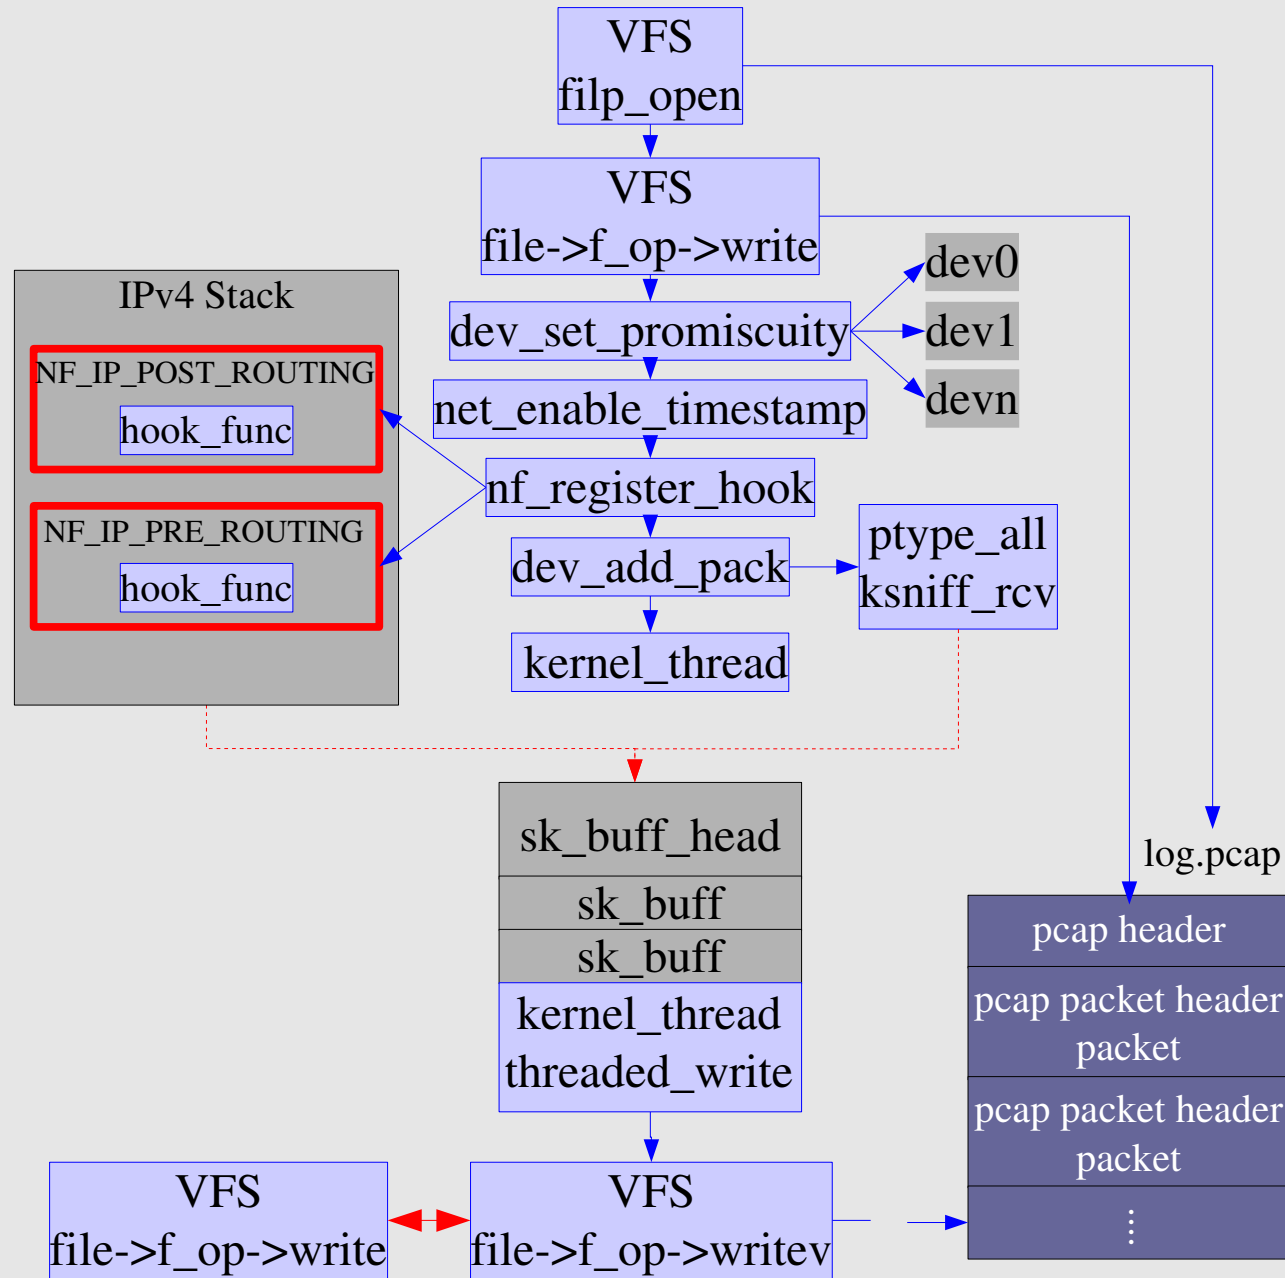 VFS
filp_open
VFS
file->f_op->write
dev0
dev1
devn
dev_set_promiscuity
net_enable_timestamp
nf_register_hook
dev_add_pack
kernel_thread
ptype_all
ksniff_rcv
IPv4 Stack
NF_IP_POST_ROUTING
hook_func
NF_IP_PRE_ROUTING
hook_func
sk_buff_head
sk_buff
sk_buff
kernel_thread
threaded_write
log.pcap
pcap header
pcap packet header
packet
pcap packet header
packet
⋮
VFS
file->f_op->write
VFS
file->f_op->writev